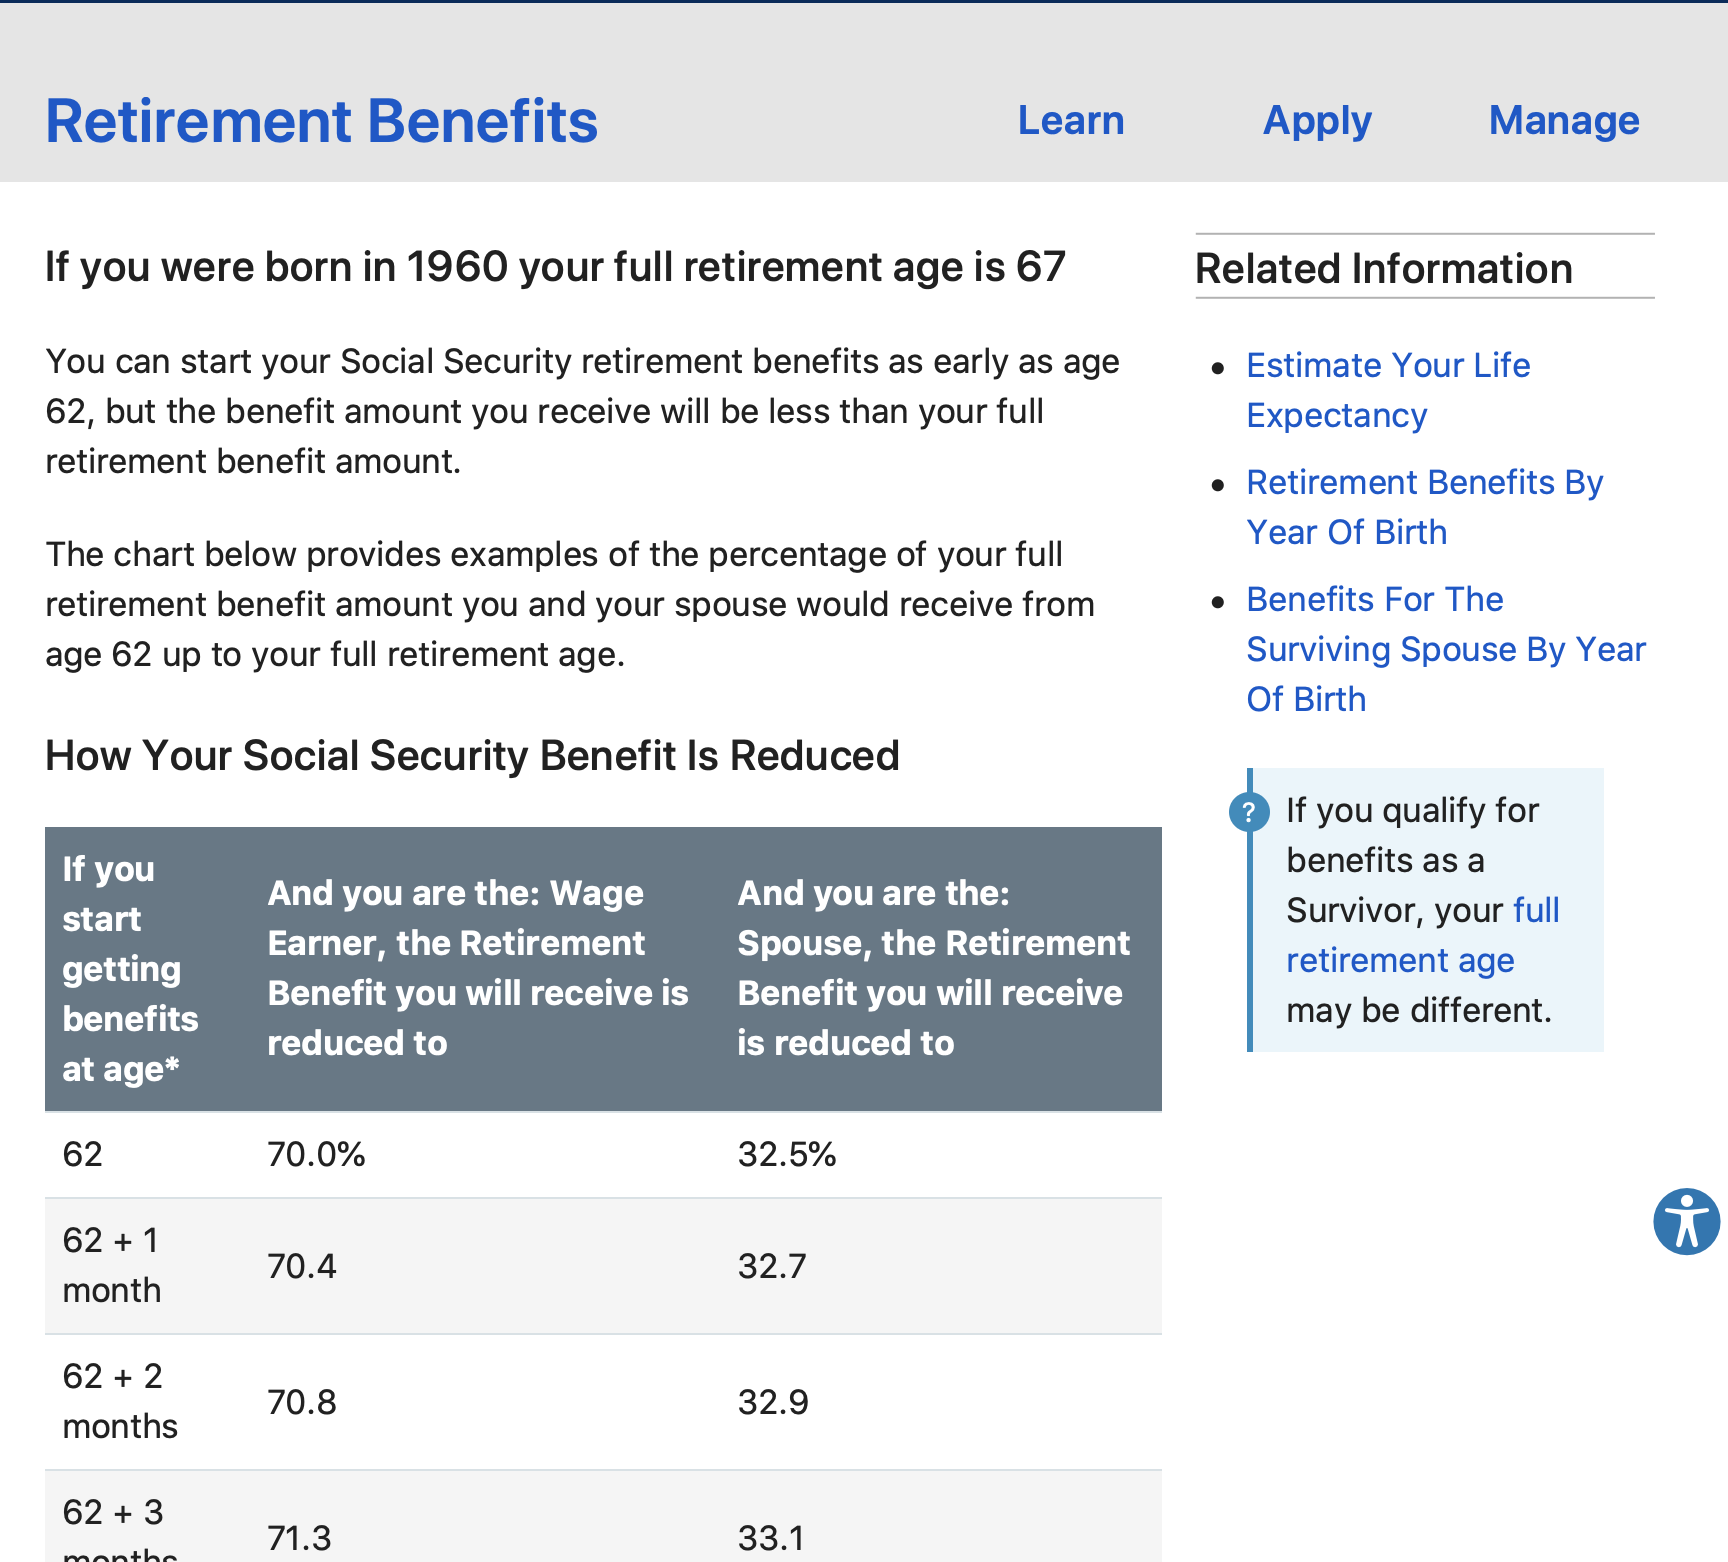 Retirement Benefits
Learn
Apply
Manage
If you were born in 1960 your full retirement age is 67
You can start your Social Security retirement benefits as early as age
62, but the benefit amount you receive will be less than your full
retirement benefit amount.
The chart below provides examples of the percentage of your full
retirement benefit amount you and your spouse would receive from
age 62 up to your full retirement age.
How Your Social Security Benefit Is Reduced
If you
start
getting
benefits
at age*
And you are the: Wage
Earner, the Retirement
Benefit you will receive is
reduced to
And you are the:
Spouse, the Retirement
Benefit you will receive
is reduced to
62
70.0%
32.5%
62 + 1
month
70.4
32.7
62 + 2
months
70.8
32.9
62 + 3
months
71.3
33.1
Related Information
• Estimate Your Life
Expectancy
• Retirement Benefits By
Year Of Birth
• Benefits For The
Surviving Spouse By Year
Of Birth
?
If you qualify for
benefits as a
Survivor, your full
retirement age
may be different.